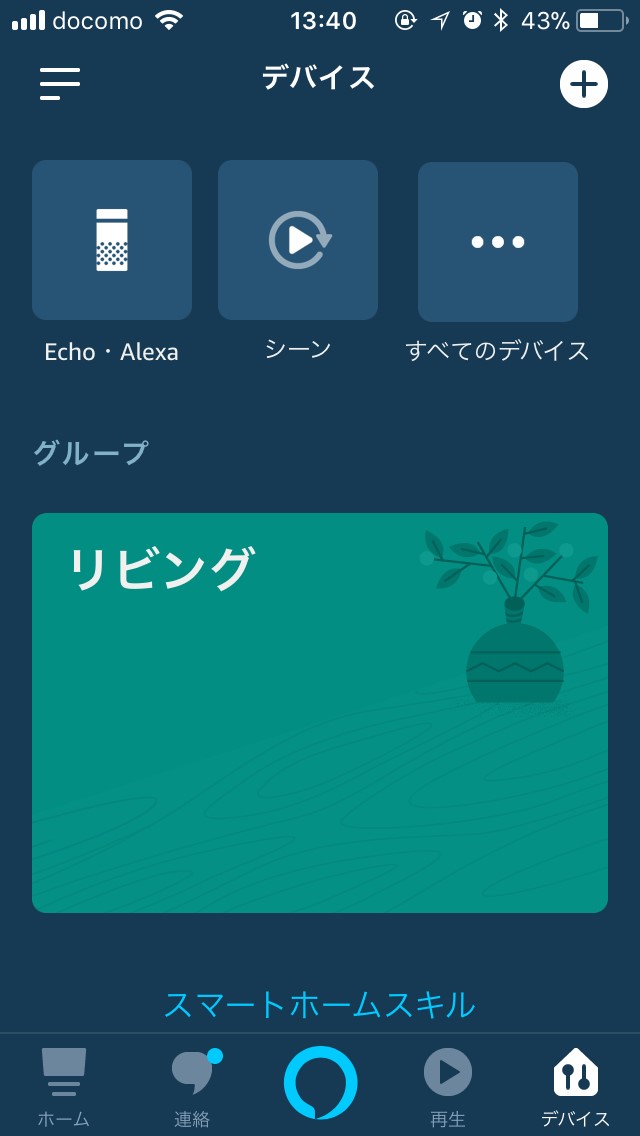 docomo 13:40 43%
デバイス
Echo・Alexa シーン すべてのデバイス
グループ
リビング
スマートホームスキル
ホーム 連絡 再生 デバイス